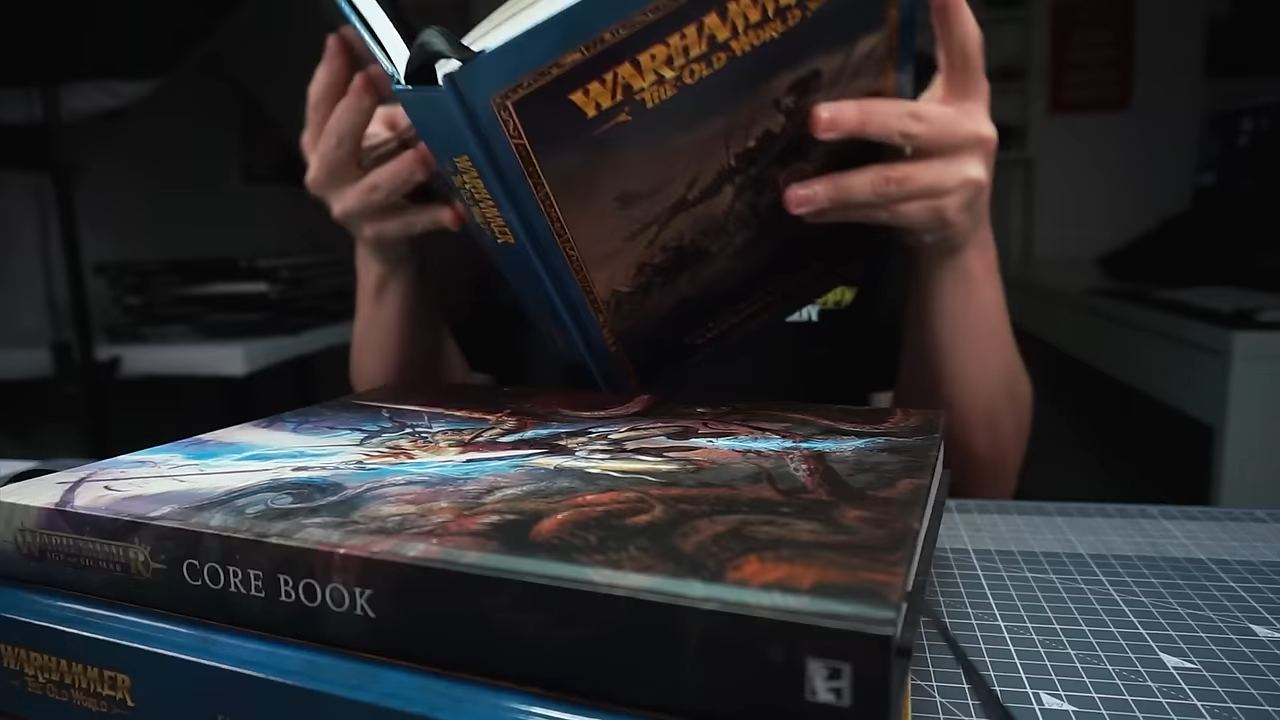 WARHAMMER
THE OLD WORLD
WARHAMMER
WARHAMMER
AGE OF SIGMAR
CORE BOOK
WARHAMMER
THE OLD WORLD